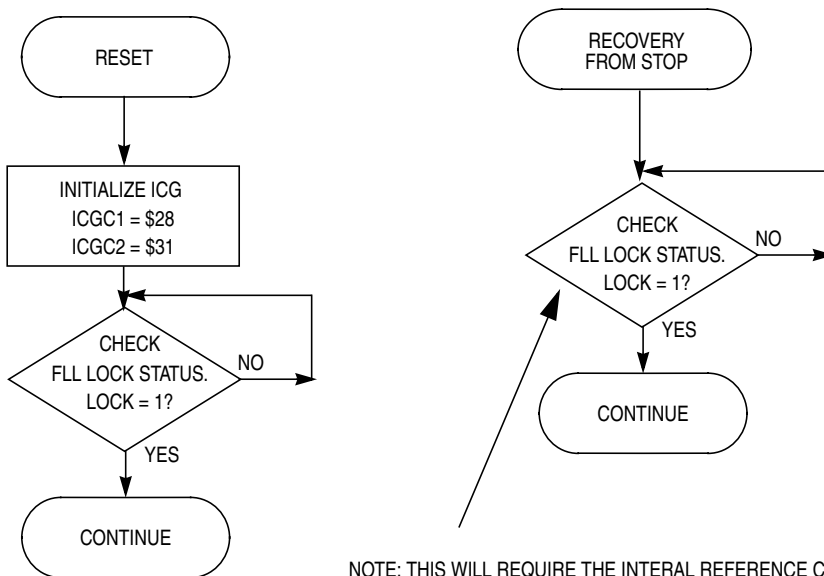 RESET
INITIALIZE ICG
ICGC1 = $28
ICGC2 = $31
CHECK
FLL LOCK STATUS.
LOCK = 1?
NO
YES
CONTINUE
RECOVERY
FROM STOP
CHECK
FLL LOCK STATUS.
LOCK = 1?
NO
YES
CONTINUE
NOTE: THIS WILL REQUIRE THE INTERAL REFERENCE C